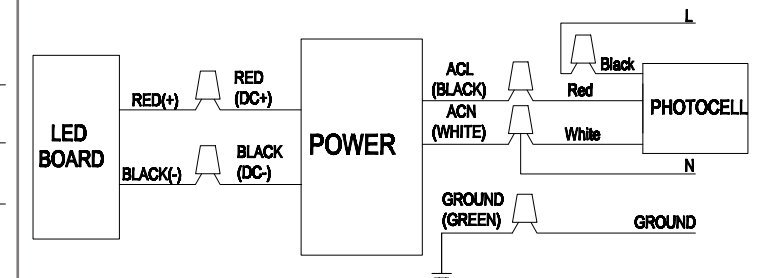 L
Black
ACL
(BLACK)
Red
PHOTOCELL
RED
(DC+)
RED(+)
LED
BOARD
POWER
ACN
(WHITE)
White
BLACK
(DC-)
BLACK(-)
N
GROUND
(GREEN)
GROUND